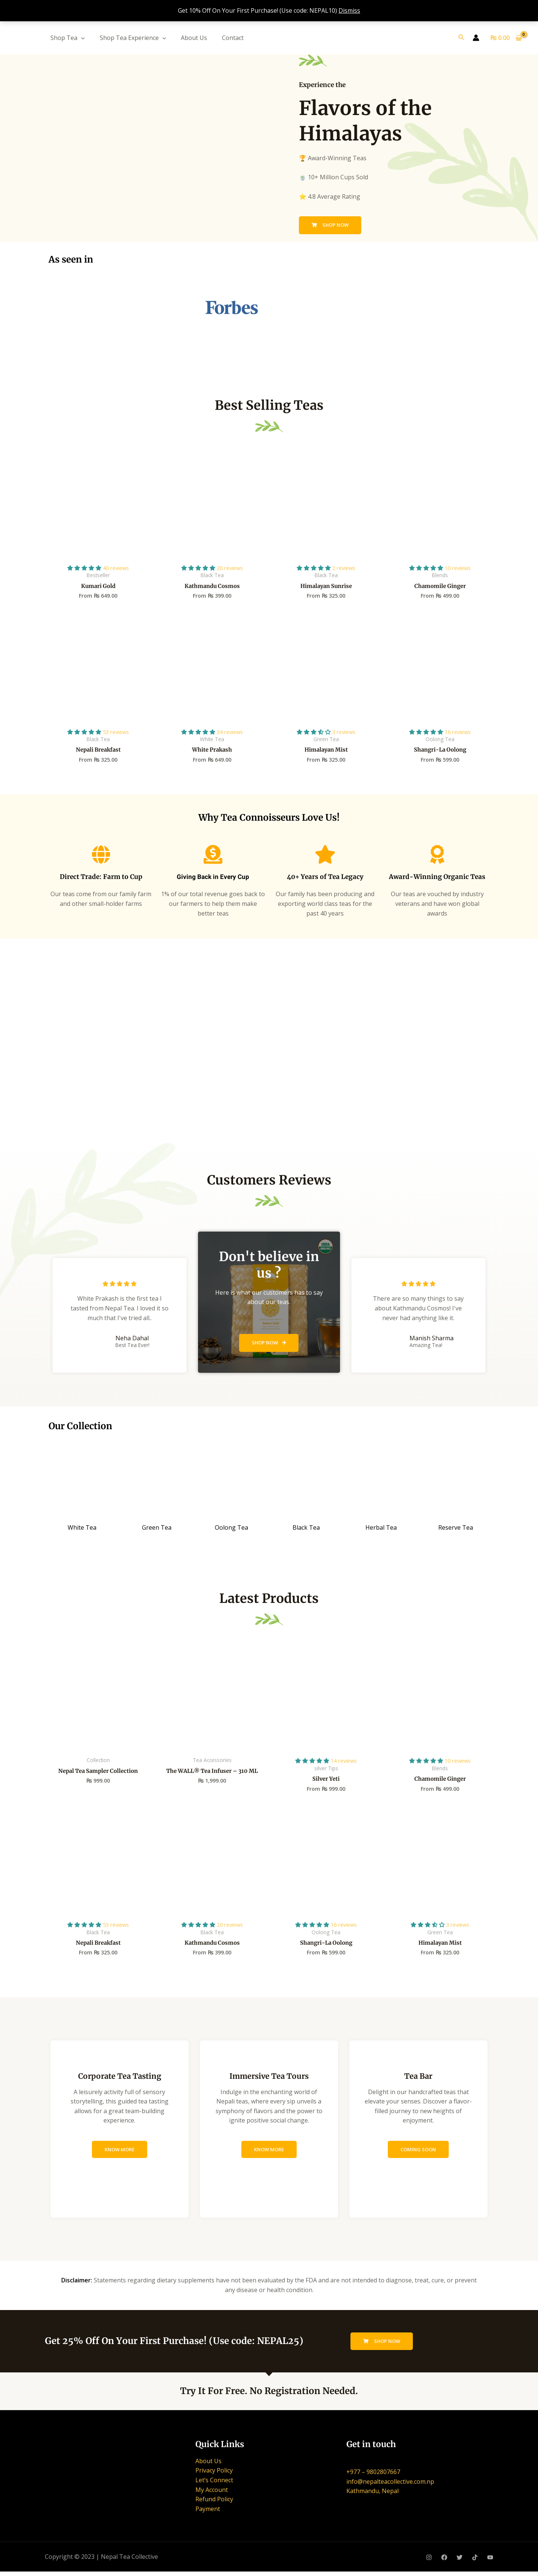 Get 10% Off On Your First Purchase! (Use code: NEPAL10) Dismiss
Shop Tea
Shop Tea Experience
About Us
Contact
₨ 0.00
0
Experience the
Flavors of the
Himalayas
🏆 Award-Winning Teas
🍵 10+ Million Cups Sold
⭐ 4.8 Average Rating
SHOP NOW
As seen in
Forbes
Best Selling Teas
40 reviews
Bestseller
Kumari Gold
From ₨ 649.00
Black Tea
Kathmandu Cosmos
From ₨ 399.00
Black Tea
Himalayan Sunrise
From ₨ 325.00
10 reviews
Blends
Chamomile Ginger
From ₨ 499.00
53 reviews
Black Tea
Nepali Breakfast
From ₨ 325.00
White Tea
White Prakash
From ₨ 649.00
Green Tea
Himalayan Mist
From ₨ 325.00
16 reviews
Oolong Tea
Shangri-La Oolong
From ₨ 599.00
Why Tea Connoisseurs Love Us!
Direct Trade: Farm to Cup
Our teas come from our family farm
and other small-holder farms
Giving Back in Every Cup
1% of our total revenue goes back to
our farmers to help them make
better teas
40+ Years of Tea Legacy
Our family has been producing and
exporting world class teas for the
past 40 years
Award-Winning Organic Teas
Our teas are vouched by industry
veterans and have won global
awards
Customers Reviews
White Prakash is the first tea I
tasted from Nepal Tea. I loved it so
much that I've tried all..
Neha Dahal
Best Tea Ever!
Don't believe in
us ?
Here is what our customers has to say
about our teas
SHOP NOW
There are so many things to say
about Kathmandu Cosmos! I've
never had anything like it.
Manish Sharma
Amazing Tea!
Our Collection
White Tea
Green Tea
Oolong Tea
Black Tea
Herbal Tea
Reserve Tea
Latest Products
Collection
Nepal Tea Sampler Collection
₨ 999.00
Tea Accessories
The WALL® Tea Infuser – 310 ML
₨ 1,999.00
14 reviews
silver Tips
Silver Yeti
From ₨ 999.00
10 reviews
Blends
Chamomile Ginger
From ₨ 499.00
53 reviews
Black Tea
Nepali Breakfast
From ₨ 325.00
Black Tea
Kathmandu Cosmos
From ₨ 399.00
16 reviews
Oolong Tea
Shangri-La Oolong
From ₨ 599.00
Green Tea
Himalayan Mist
From ₨ 325.00
Corporate Tea Tasting
A leisurely activity full of sensory
storytelling, this guided tea tasting
allows for a great team-building
experience.
KNOW MORE
Immersive Tea Tours
Indulge in the enchanting world of
Nepali teas, where every sip unveils a
symphony of flavors and the power to
ignite positive social change.
KNOW MORE
Tea Bar
Delight in our handcrafted teas that
elevate your senses. Discover a flavor-
filled journey to new heights of
enjoyment.
COMING SOON
Disclaimer: Statements regarding dietary supplements have not been evaluated by the FDA and are not intended to diagnose, treat, cure, or prevent
any disease or health condition.
Get 25% Off On Your First Purchase! (Use code: NEPAL25)
SHOP NOW
Try It For Free. No Registration Needed.
Quick Links
About Us
Privacy Policy
Let's Connect
My Account
Refund Policy
Payment
Get in touch
+977 – 9802807667
info@nepalteacollective.com.np
Kathmandu, Nepal
Copyright © 2023 | Nepal Tea Collective